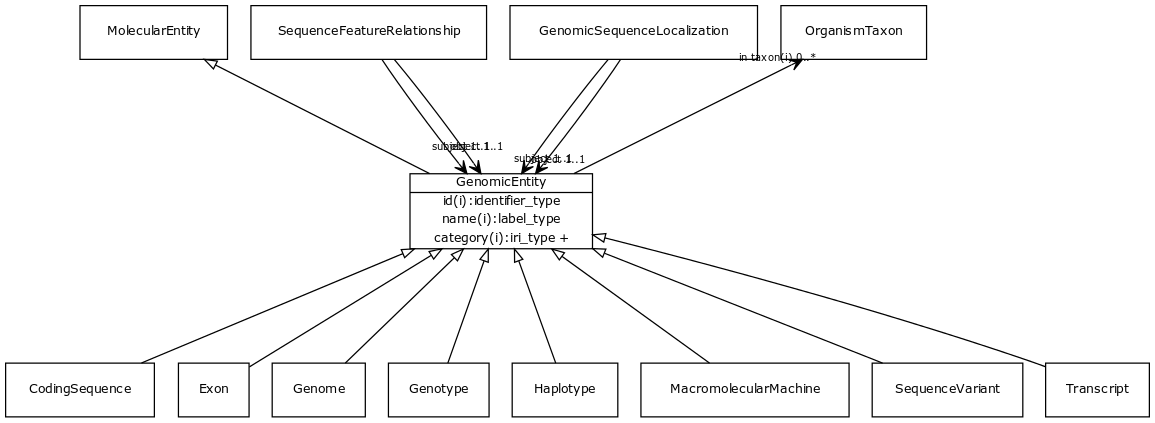 MolecularEntity
SequenceFeatureRelationship
GenomicSequenceLocalization
OrganismTaxon
in taxon(i) 0..*
subject 1..1
object 1..1
subject 1..1
object 1..1
GenomicEntity
id(i):identifier_type
name(i):label_type
category(i):iri_type +
CodingSequence
Exon
Genome
Genotype
Haplotype
MacromolecularMachine
SequenceVariant
Transcript